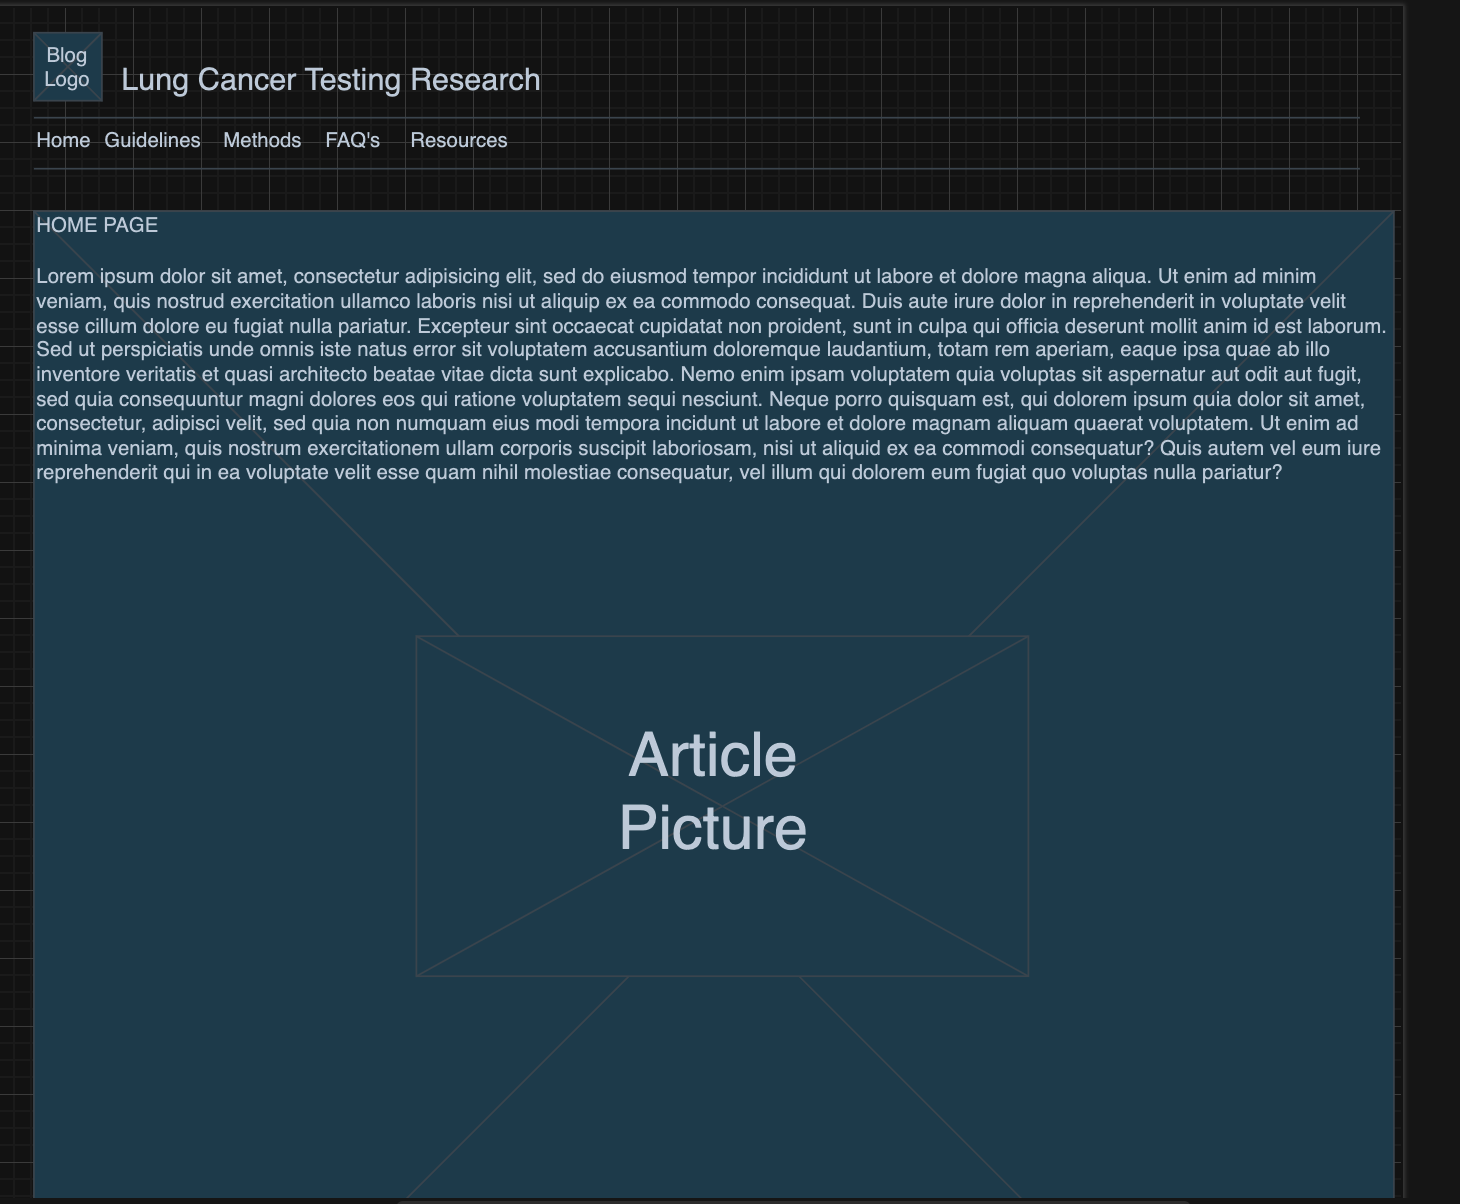 Blog
Logo
Lung Cancer Testing Research
Home Guidelines Methods FAQ's Resources
HOME PAGE
Lorem ipsum dolor sit amet, consectetur adipisicing elit, sed do eiusmod tempor incididunt ut labore et dolore magna aliqua. Ut enim ad minim
veniam, quis nostrud exercitation ullamco laboris nisi ut aliquip ex ea commodo consequat. Duis aute irure dolor in reprehenderit in voluptate velit
esse cillum dolore eu fugiat nulla pariatur. Excepteur sint occaecat cupidatat non proident, sunt in culpa qui officia deserunt mollit anim id est laborum.
Sed ut perspiciatis unde omnis iste natus error sit voluptatem accusantium doloremque laudantium, totam rem aperiam, eaque ipsa quae ab illo
inventore veritatis et quasi architecto beatae vitae dicta sunt explicabo. Nemo enim ipsam voluptatem quia voluptas sit aspernatur aut odit aut fugit,
sed quia consequuntur magni dolores eos qui ratione voluptatem sequi nesciunt. Neque porro quisquam est, qui dolorem ipsum quia dolor sit amet,
consectetur, adipisci velit, sed quia non numquam eius modi tempora incidunt ut labore et dolore magnam aliquam quaerat voluptatem. Ut enim ad
minima veniam, quis nostrum exercitationem ullam corporis suscipit laboriosam, nisi ut aliquid ex ea commodi consequatur? Quis autem vel eum iure
reprehenderit qui in ea voluptate velit esse quam nihil molestiae consequatur, vel illum qui dolorem eum fugiat quo voluptas nulla pariatur?
Article
Picture